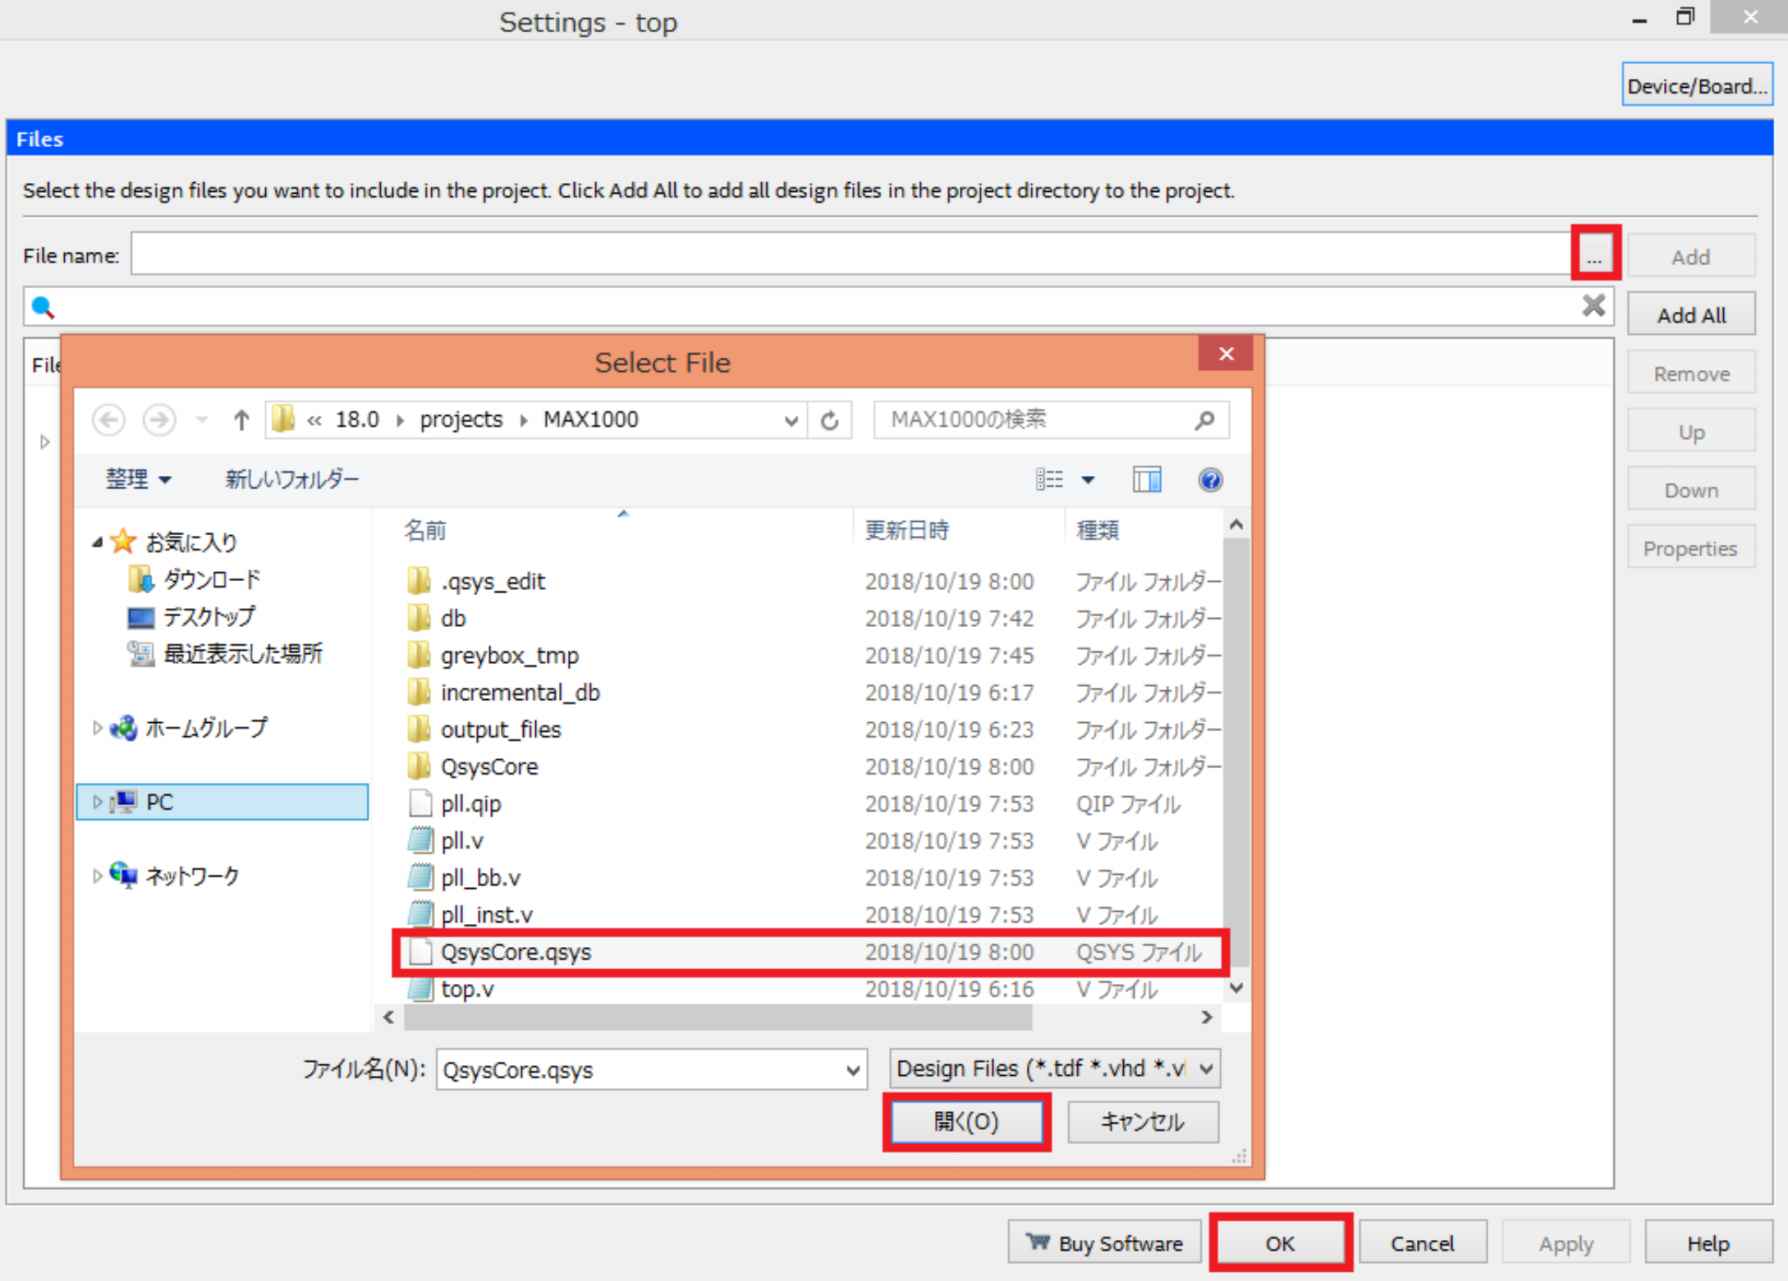 Settings - top
Device/Board...
Files
Select the design files you want to include in the project. Click Add All to add all design files in the project directory to the project.
File name:
...
Add
Add All
File
Remove
Up
Down
Properties
Select File
« 18.0 projects MAX1000
MAX1000の検索
整理 新しいフォルダー
名前 更新日時 種類
お気に入り
ダウンロード
デスクトップ
最近表示した場所
ホームグループ
PC
ネットワーク
.qsys_edit 2018/10/19 8:00 ファイル フォルダー
db 2018/10/19 7:42 ファイル フォルダー
greybox_tmp 2018/10/19 7:45 ファイル フォルダー
incremental_db 2018/10/19 6:17 ファイル フォルダー
output_files 2018/10/19 6:23 ファイル フォルダー
QsysCore 2018/10/19 8:00 ファイル フォルダー
pll.qip 2018/10/19 7:53 QIP ファイル
pll.v 2018/10/19 7:53 V ファイル
pll_bb.v 2018/10/19 7:53 V ファイル
pll_inst.v 2018/10/19 7:53 V ファイル
QsysCore.qsys 2018/10/19 8:00 QSYS ファイル
top.v 2018/10/19 6:16 V ファイル
ファイル名(N): QsysCore.qsys
Design Files (*.tdf *.vhd *.vl
開く(O)
キャンセル
Buy Software
OK
Cancel
Apply
Help